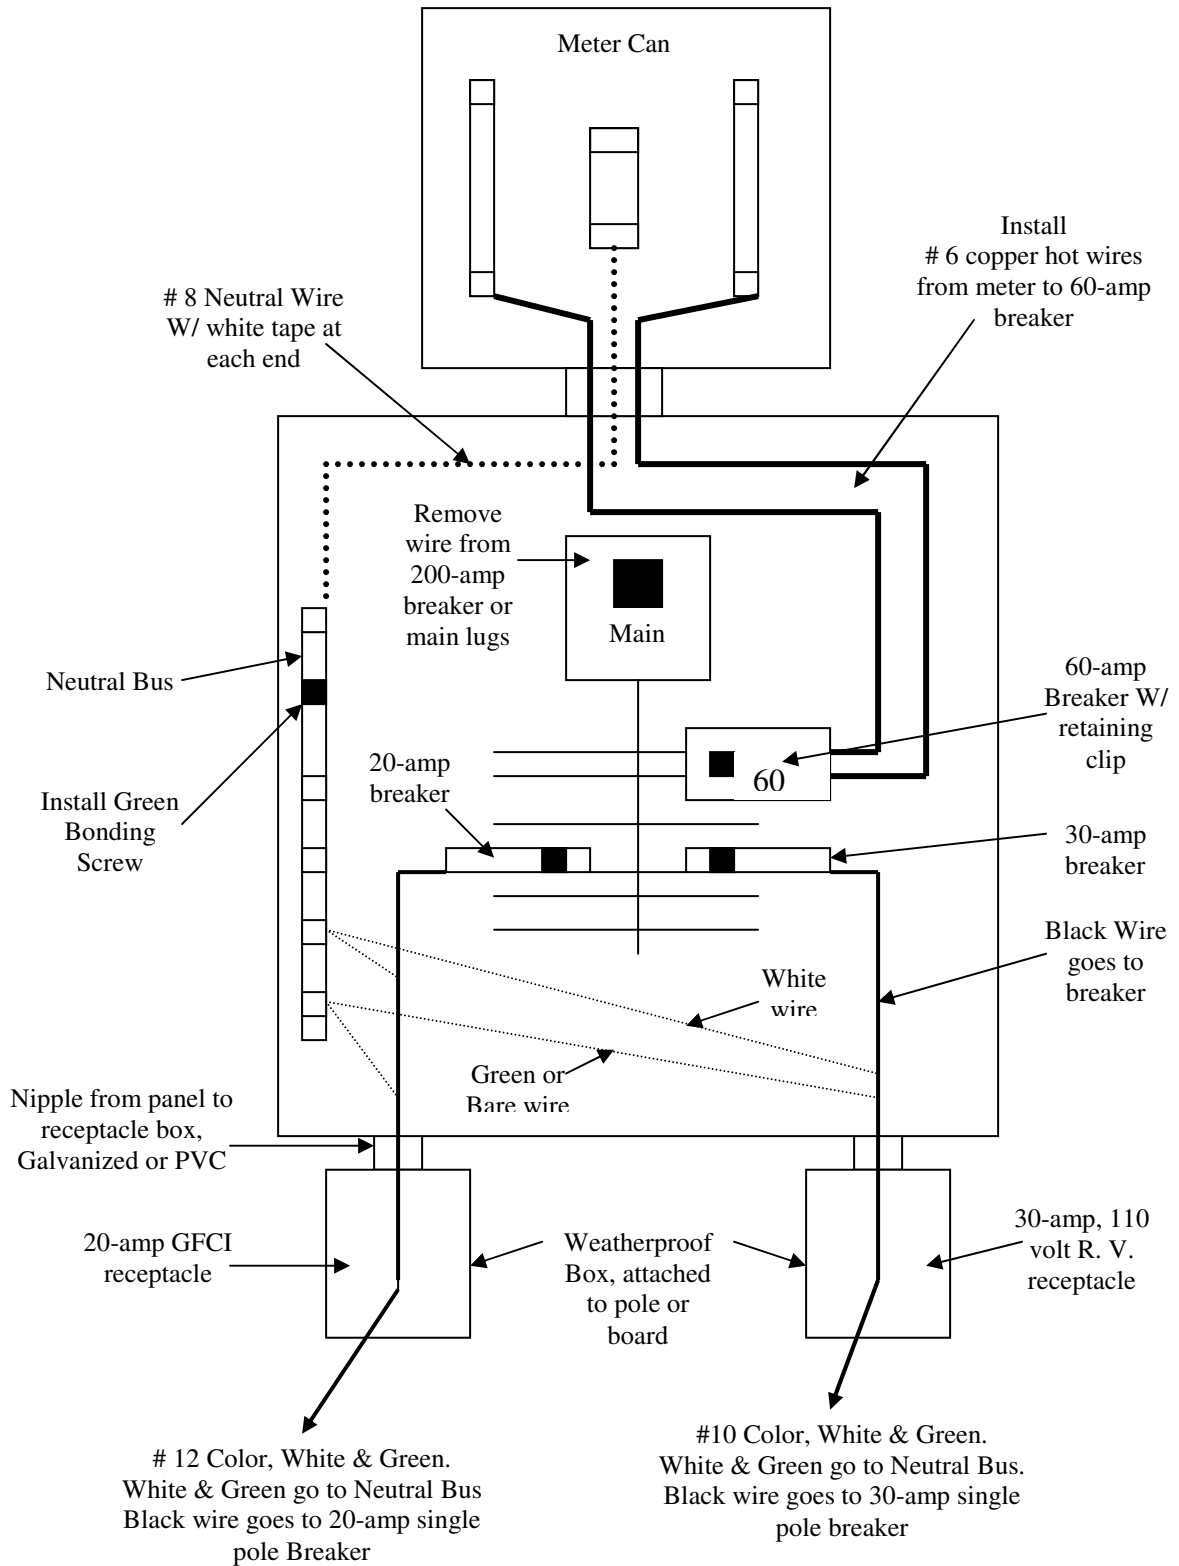 Meter Can
Install
# 6 copper hot wires
from meter to 60-amp
breaker
# 8 Neutral Wire
W/ white tape at
each end
Remove
wire from
200-amp
breaker or
main lugs
Main
Neutral Bus
60-amp
Breaker W/
retaining
clip
60
20-amp
breaker
Install Green
Bonding
Screw
30-amp
breaker
Black Wire
goes to
breaker
White
wire
Green or
Bare wire
Nipple from panel to
receptacle box,
Galvanized or PVC
20-amp GFCI
receptacle
Weatherproof
Box, attached
to pole or
board
30-amp, 110
volt R. V.
receptacle
# 12 Color, White & Green.
White & Green go to Neutral Bus
Black wire goes to 20-amp single
pole Breaker
#10 Color, White & Green.
White & Green go to Neutral Bus.
Black wire goes to 30-amp single
pole breaker